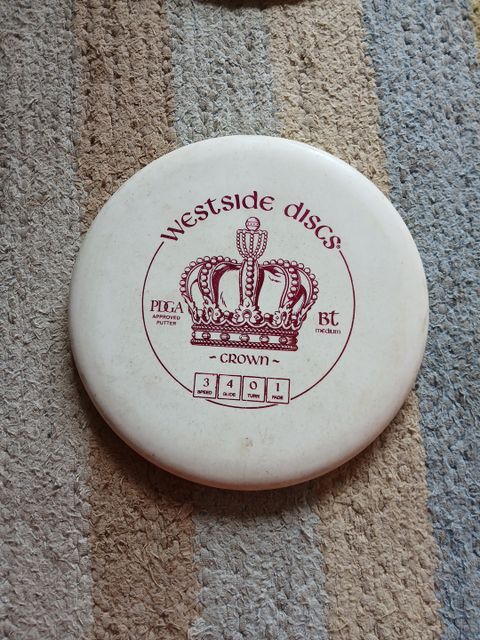 westside discs
PDGA
APPROVED
PUTTER
BT
medium
~ CROWN ~
3 4 0 1
SPEED GLIDE TURN FADE